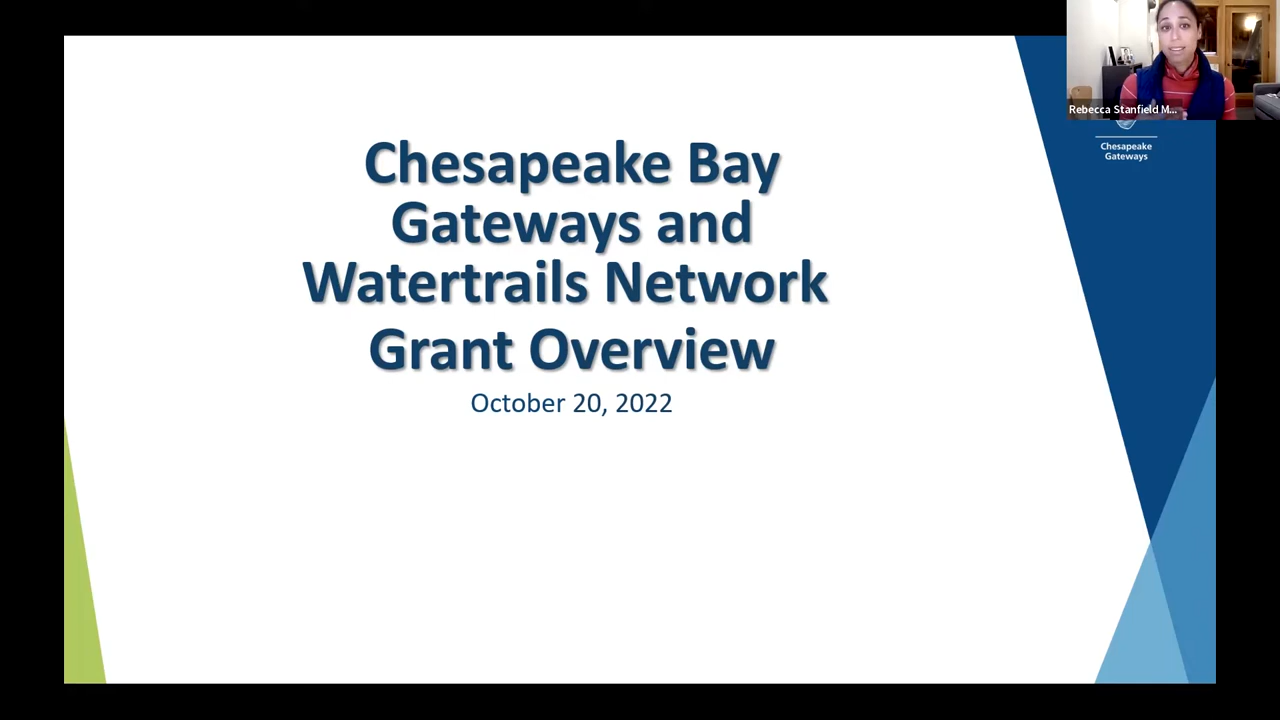 Rebecca Stanfield M...
Chesapeake
Gateways
Chesapeake Bay
Gateways and
Watertrails Network
Grant Overview
October 20, 2022